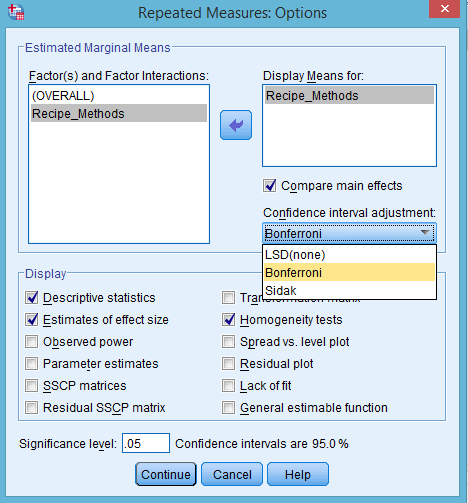 Repeated Measures: Options
Estimated Marginal Means
Factor(s) and Factor Interactions:
(OVERALL)
Recipe_Methods
Display Means for:
Recipe_Methods
Compare main effects
Confidence interval adjustment:
Bonferroni
LSD(none)
Bonferroni
Sidak
Display
Descriptive statistics
Estimates of effect size
Homogeneity tests
Observed power
Spread vs. level plot
Parameter estimates
Residual plot
SSCP matrices
Lack of fit
Residual SSCP matrix
General estimable function
Significance level: .05 Confidence intervals are 95.0 %
Continue Cancel Help